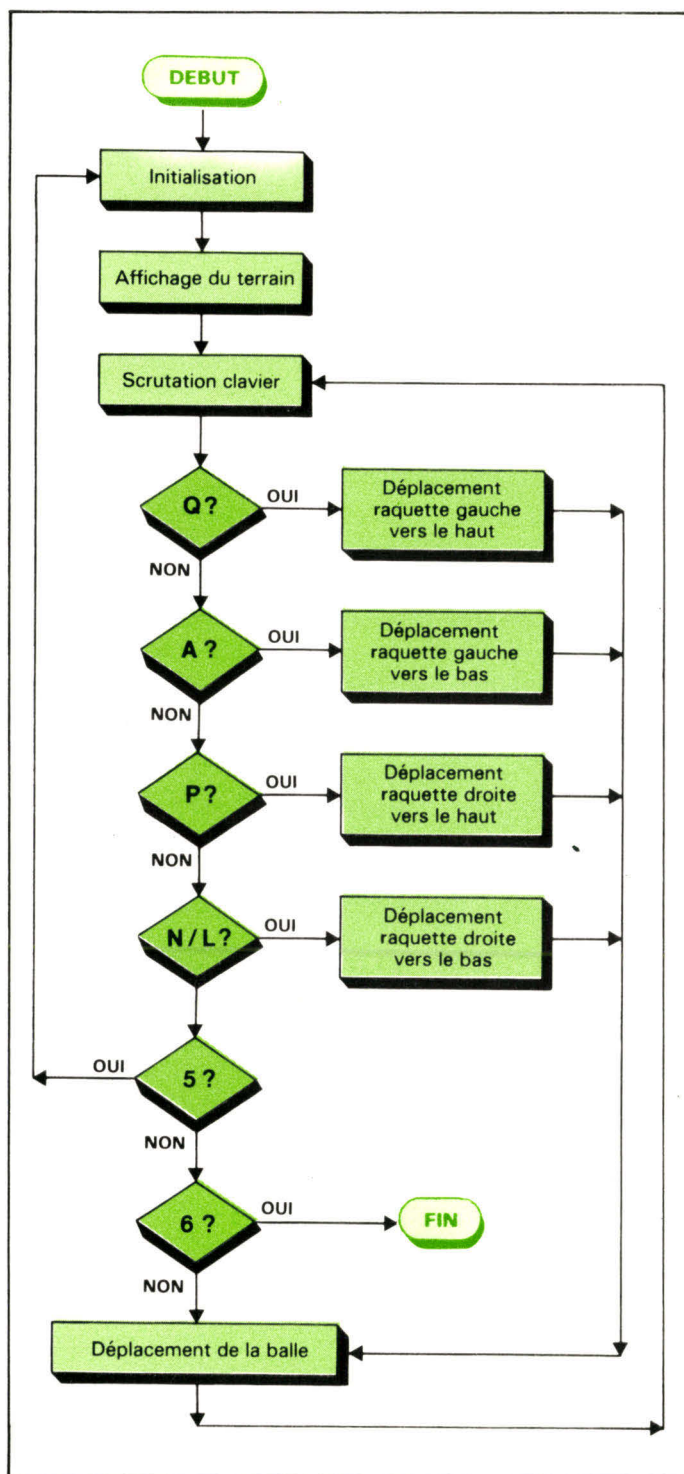 DEBUT
Initialisation
Affichage du terrain
Scrutation clavier
Q?
OUI
Déplacement
raquette gauche
vers le haut
NON
A?
OUI
Déplacement
raquette gauche
vers le bas
NON
P?
OUI
Déplacement
raquette droite
vers le haut
NON
N/L?
OUI
Déplacement
raquette droite
vers le bas
OUI
5?
NON
6?
OUI
FIN
NON
Déplacement de la balle